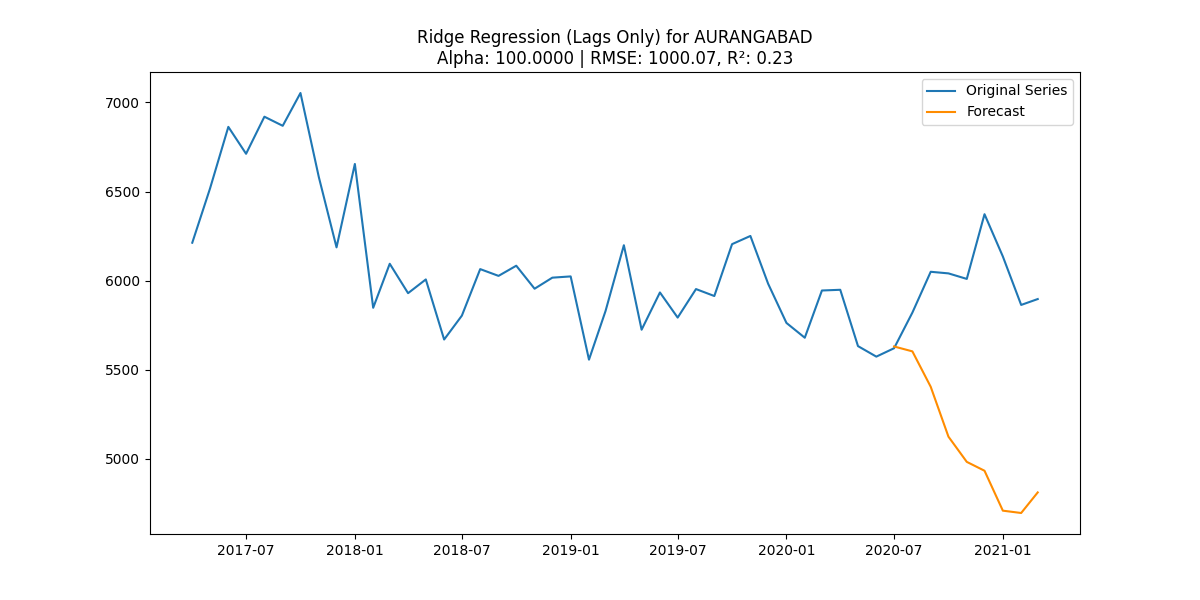 Ridge Regression (Lags Only) for AURANGABAD
Alpha: 100.0000 | RMSE: 1000.07, R²: 0.23
Original Series
Forecast
7000
6500
6000
5500
5000
2017-07 2018-01 2018-07 2019-01 2019-07 2020-01 2020-07 2021-01